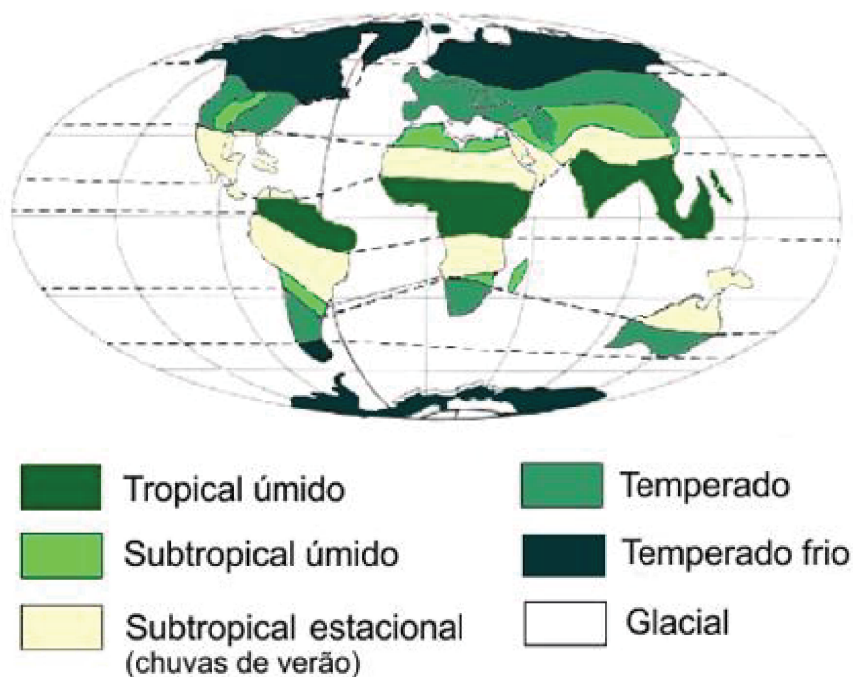 Tropical úmido
Subtropical úmido
Subtropical estacional
(chuvas de verão)
Temperado
Temperado frio
Glacial